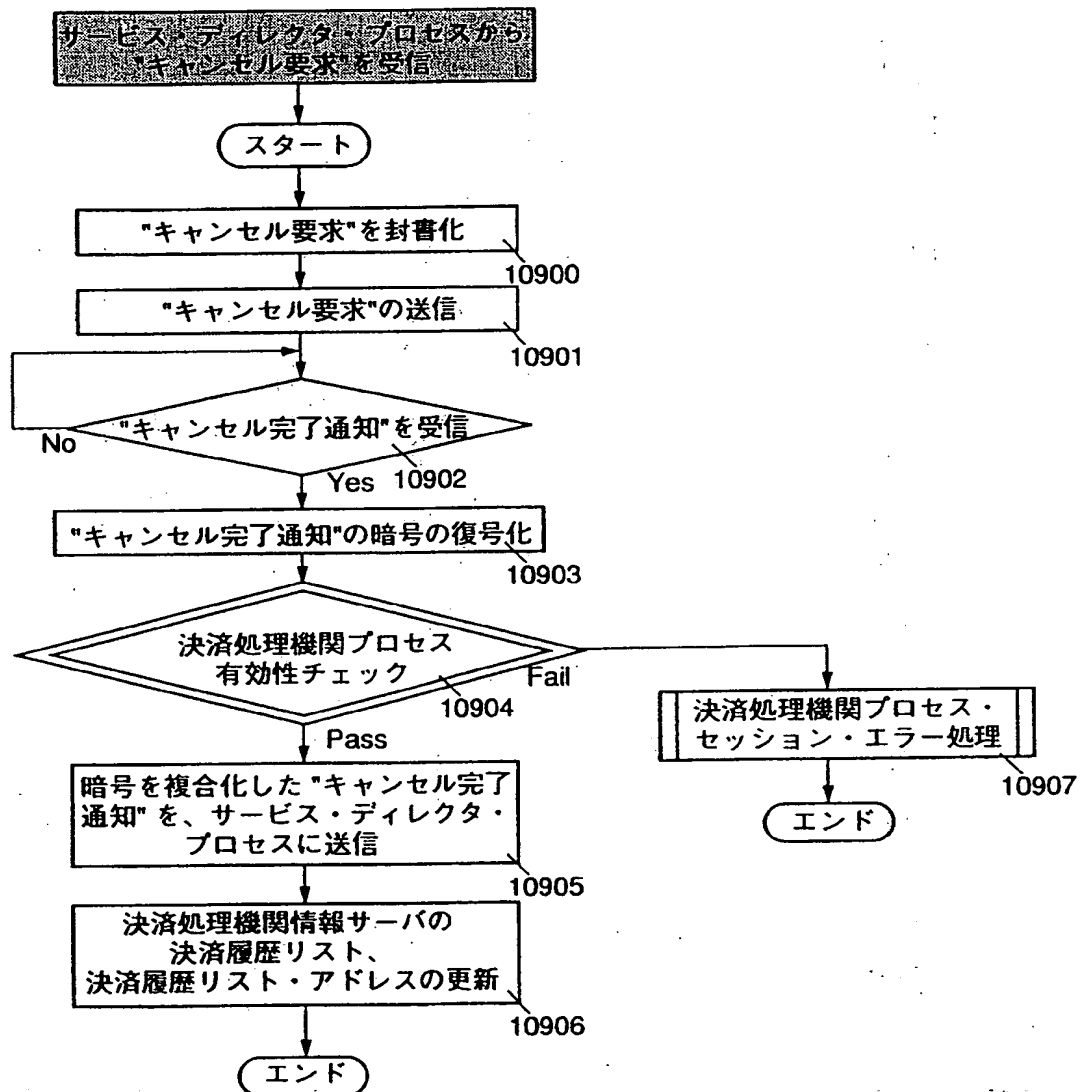 サービス・ディレクタ・プロセスから
"キャンセル要求"を受信
スタート
"キャンセル要求"を封書化
10900
"キャンセル要求"の送信
10901
"キャンセル完了通知"を受信
No
10902
Yes
"キャンセル完了通知"の暗号の復号化
10903
決済処理機関プロセス
有効性チェック
Fail
10904
Pass
決済処理機関プロセス・
セッション・エラー処理
10907
エンド
暗号を複合化した"キャンセル完了
通知"を、サービス・ディレクタ・
プロセスに送信
10905
決済処理機関情報サーバの
決済履歴リスト、
決済履歴リスト・アドレスの更新
10906
エンド